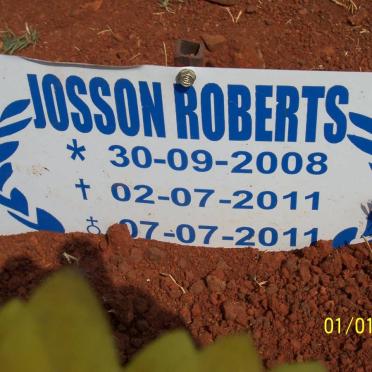 JOSSON ROBERTS
* 30-09-2008
† 02-07-2011
♁ 07-07-2011
01/01